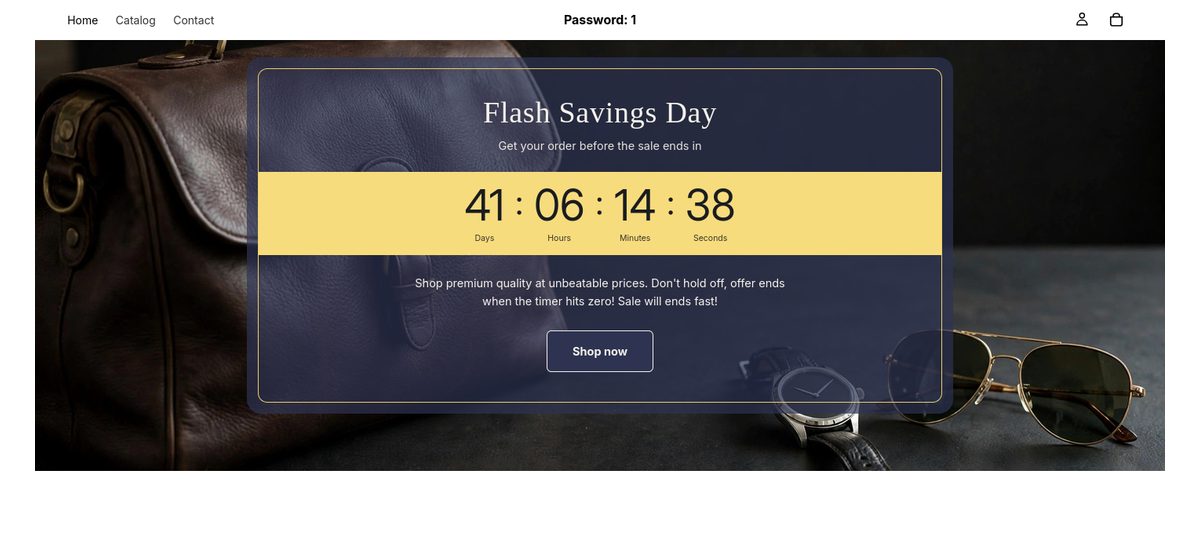 Home Catalog Contact Password: 1
Flash Savings Day
Get your order before the sale ends in
41 : 06 : 14 : 38
Days Hours Minutes Seconds
Shop premium quality at unbeatable prices. Don't hold off, offer ends
when the timer hits zero! Sale will ends fast!
Shop now